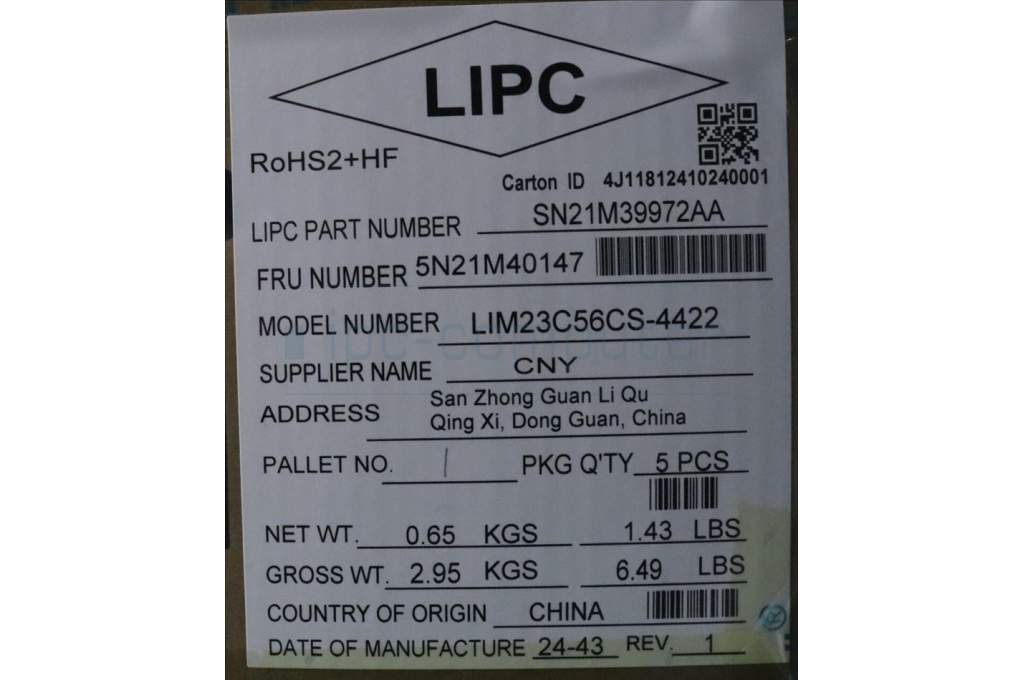 LIPC
RoHS2+HF
Carton ID 4J11812410240001
LIPC PART NUMBER SN21M39972AA
FRU NUMBER 5N21M40147
MODEL NUMBER LIM23C56CS-4422
ipc-computer
SUPPLIER NAME CNY
ADDRESS San Zhong Guan Li Qu
Qing Xi, Dong Guan, China
PALLET NO. 1 PKG Q'TY 5 PCS
NET WT. 0.65 KGS 1.43 LBS
GROSS WT. 2.95 KGS 6.49 LBS
COUNTRY OF ORIGIN CHINA
DATE OF MANUFACTURE 24-43 REV. 1